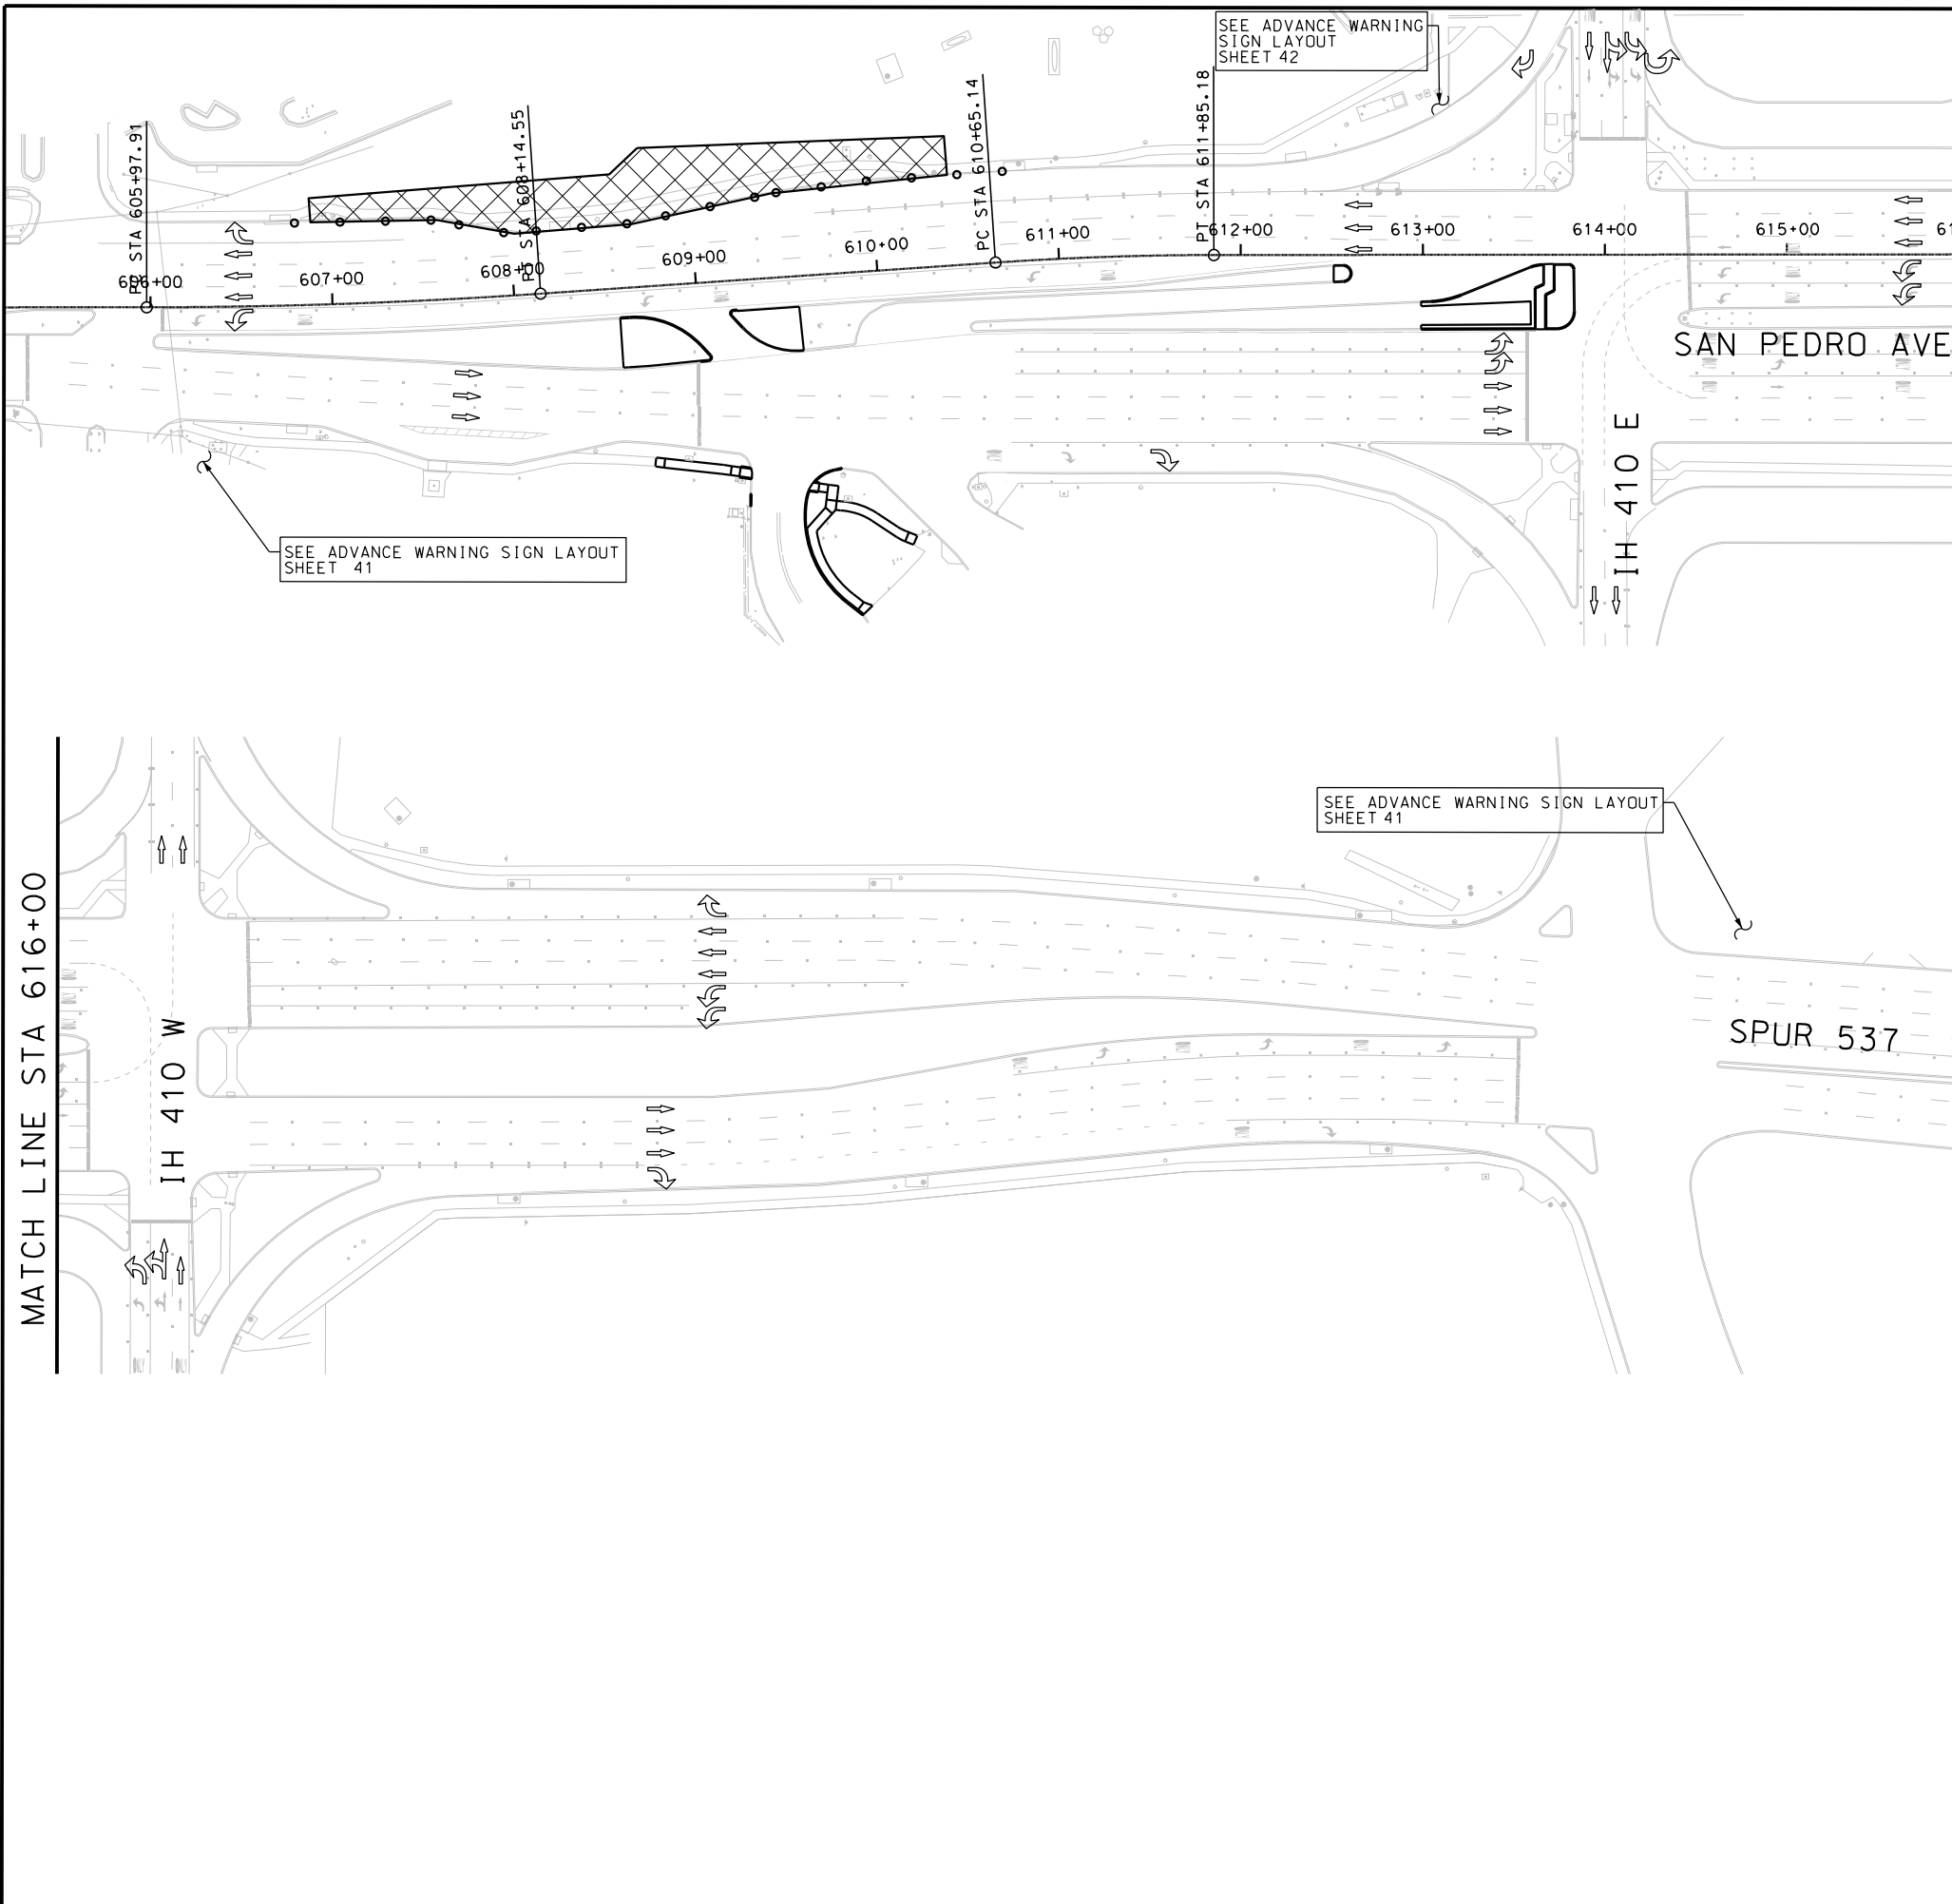 SEE ADVANCE WARNING
SIGN LAYOUT
SHEET 42
STA 605+97.91
PT STA 608+14.55
PC STA 610+65.14
PT STA 611+85.18
606+00
607+00
608+00
609+00
610+00
611+00
612+00
613+00
614+00
615+00
SAN PEDRO AVE
IH 410 E
SEE ADVANCE WARNING SIGN LAYOUT
SHEET 41
SEE ADVANCE WARNING SIGN LAYOUT
SHEET 41
MATCH LINE STA 616+00
IH 410 W
SPUR 537